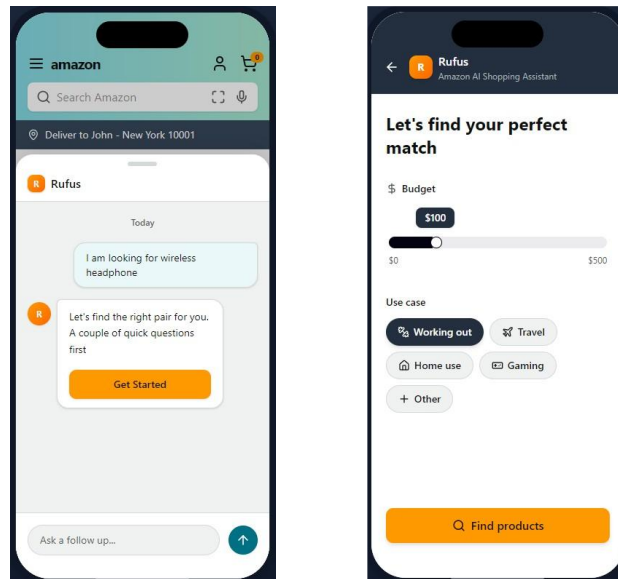 amazon
0
Search Amazon
Deliver to John - New York 10001
R Rufus
Today
I am looking for wireless
headphone
R
Let's find the right pair for you.
A couple of quick questions
first
Get Started
Ask a follow up...
R
Rufus
Amazon AI Shopping Assistant
Let's find your perfect
match
$ Budget
$100
$0 $500
Use case
Working out Travel
Home use Gaming
+ Other
Find products